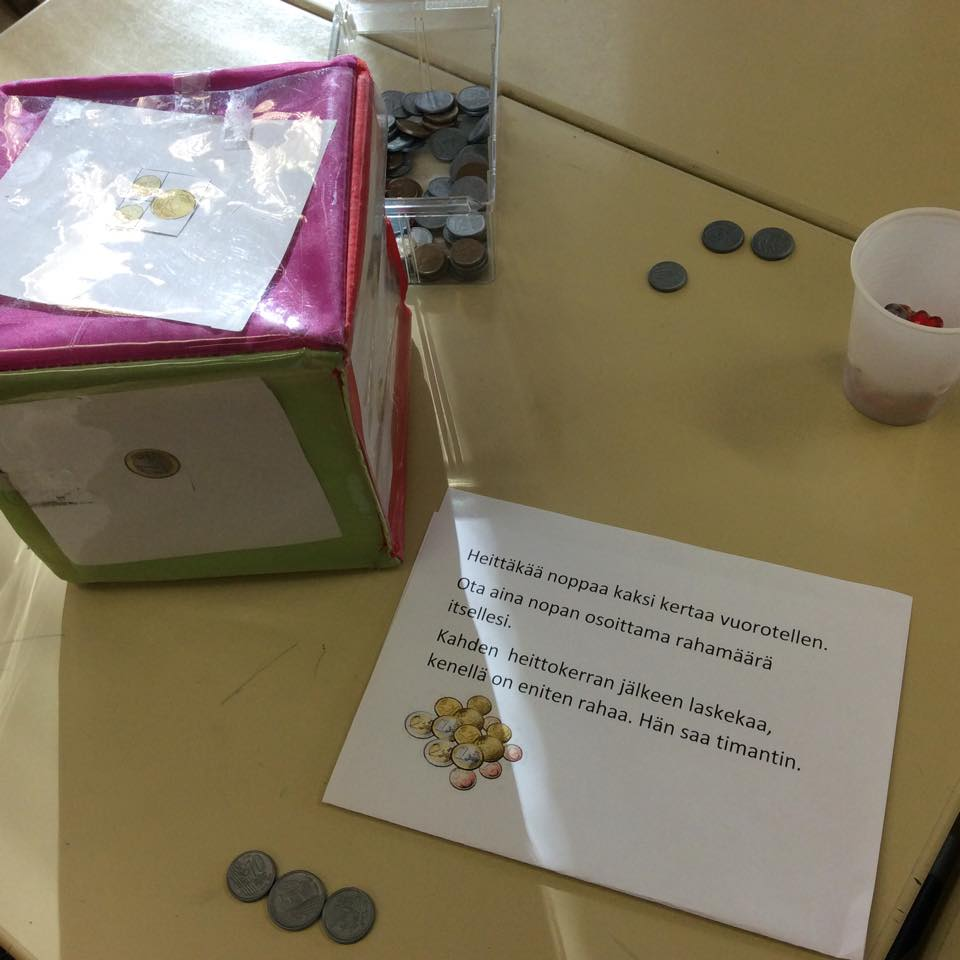 Heittäkää noppaa kaksi kertaa vuorotellen.
Ota aina nopan osoittama rahamäärä
itsellesi.
Kahden heittokerran jälkeen laskekaa,
kenellä on eniten rahaa. Hän saa timantin.